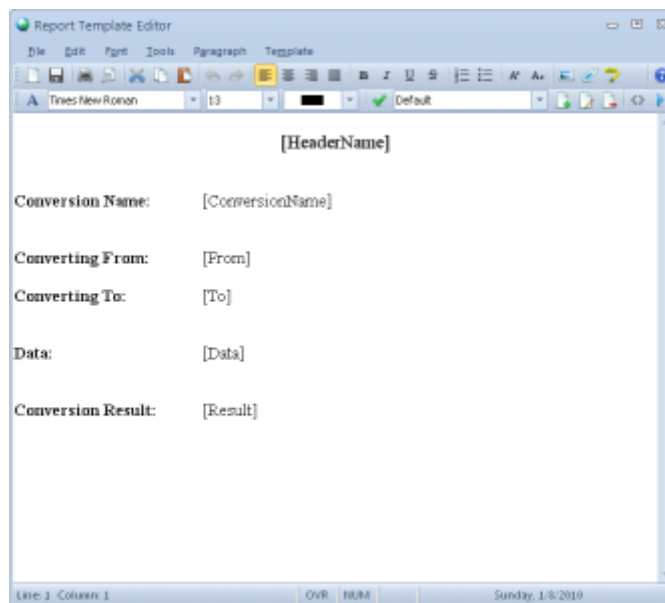 Report Template Editor
File Edit Font Tools Paragraph Template
B I U S
A Times New Roman 13 Default
[HeaderName]
Conversion Name: [ConversionName]
Converting From: [From]
Converting To: [To]
Data: [Data]
Conversion Result: [Result]
Line: 1 Column: 1 OVR NUM Sunday, 1/8/2010